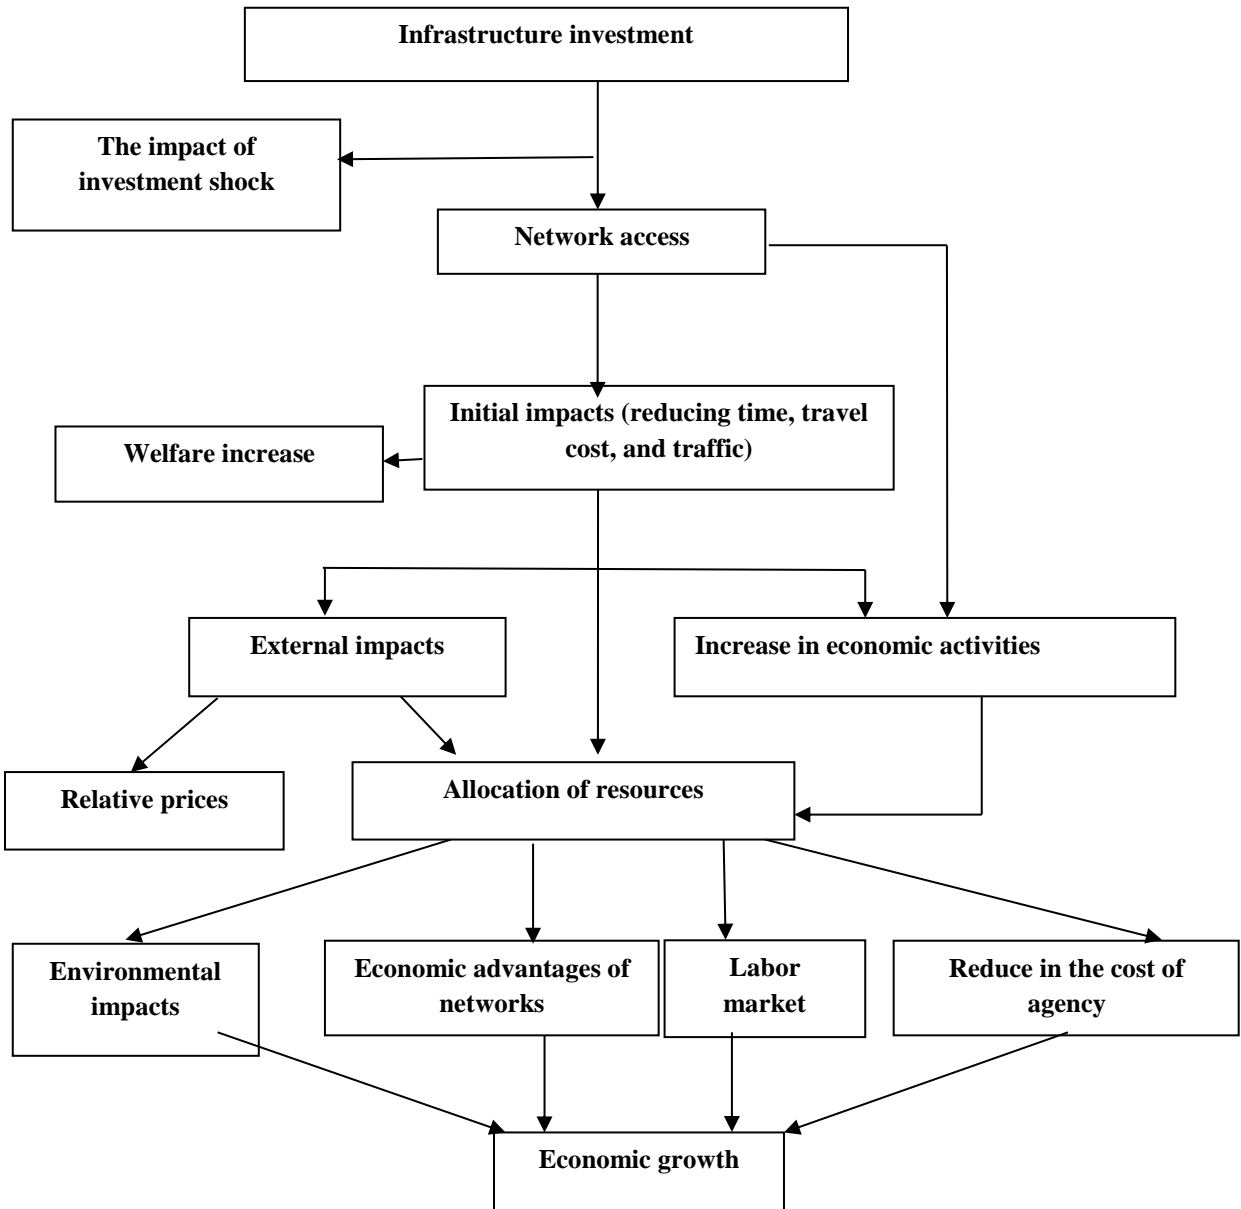 Infrastructure investment
The impact of
investment shock
Network access
Initial impacts (reducing time, travel
cost, and traffic)
Welfare increase
External impacts
Increase in economic activities
Relative prices
Allocation of resources
Environmental
impacts
Economic advantages of
networks
Labor
market
Reduce in the cost of
agency
Economic growth